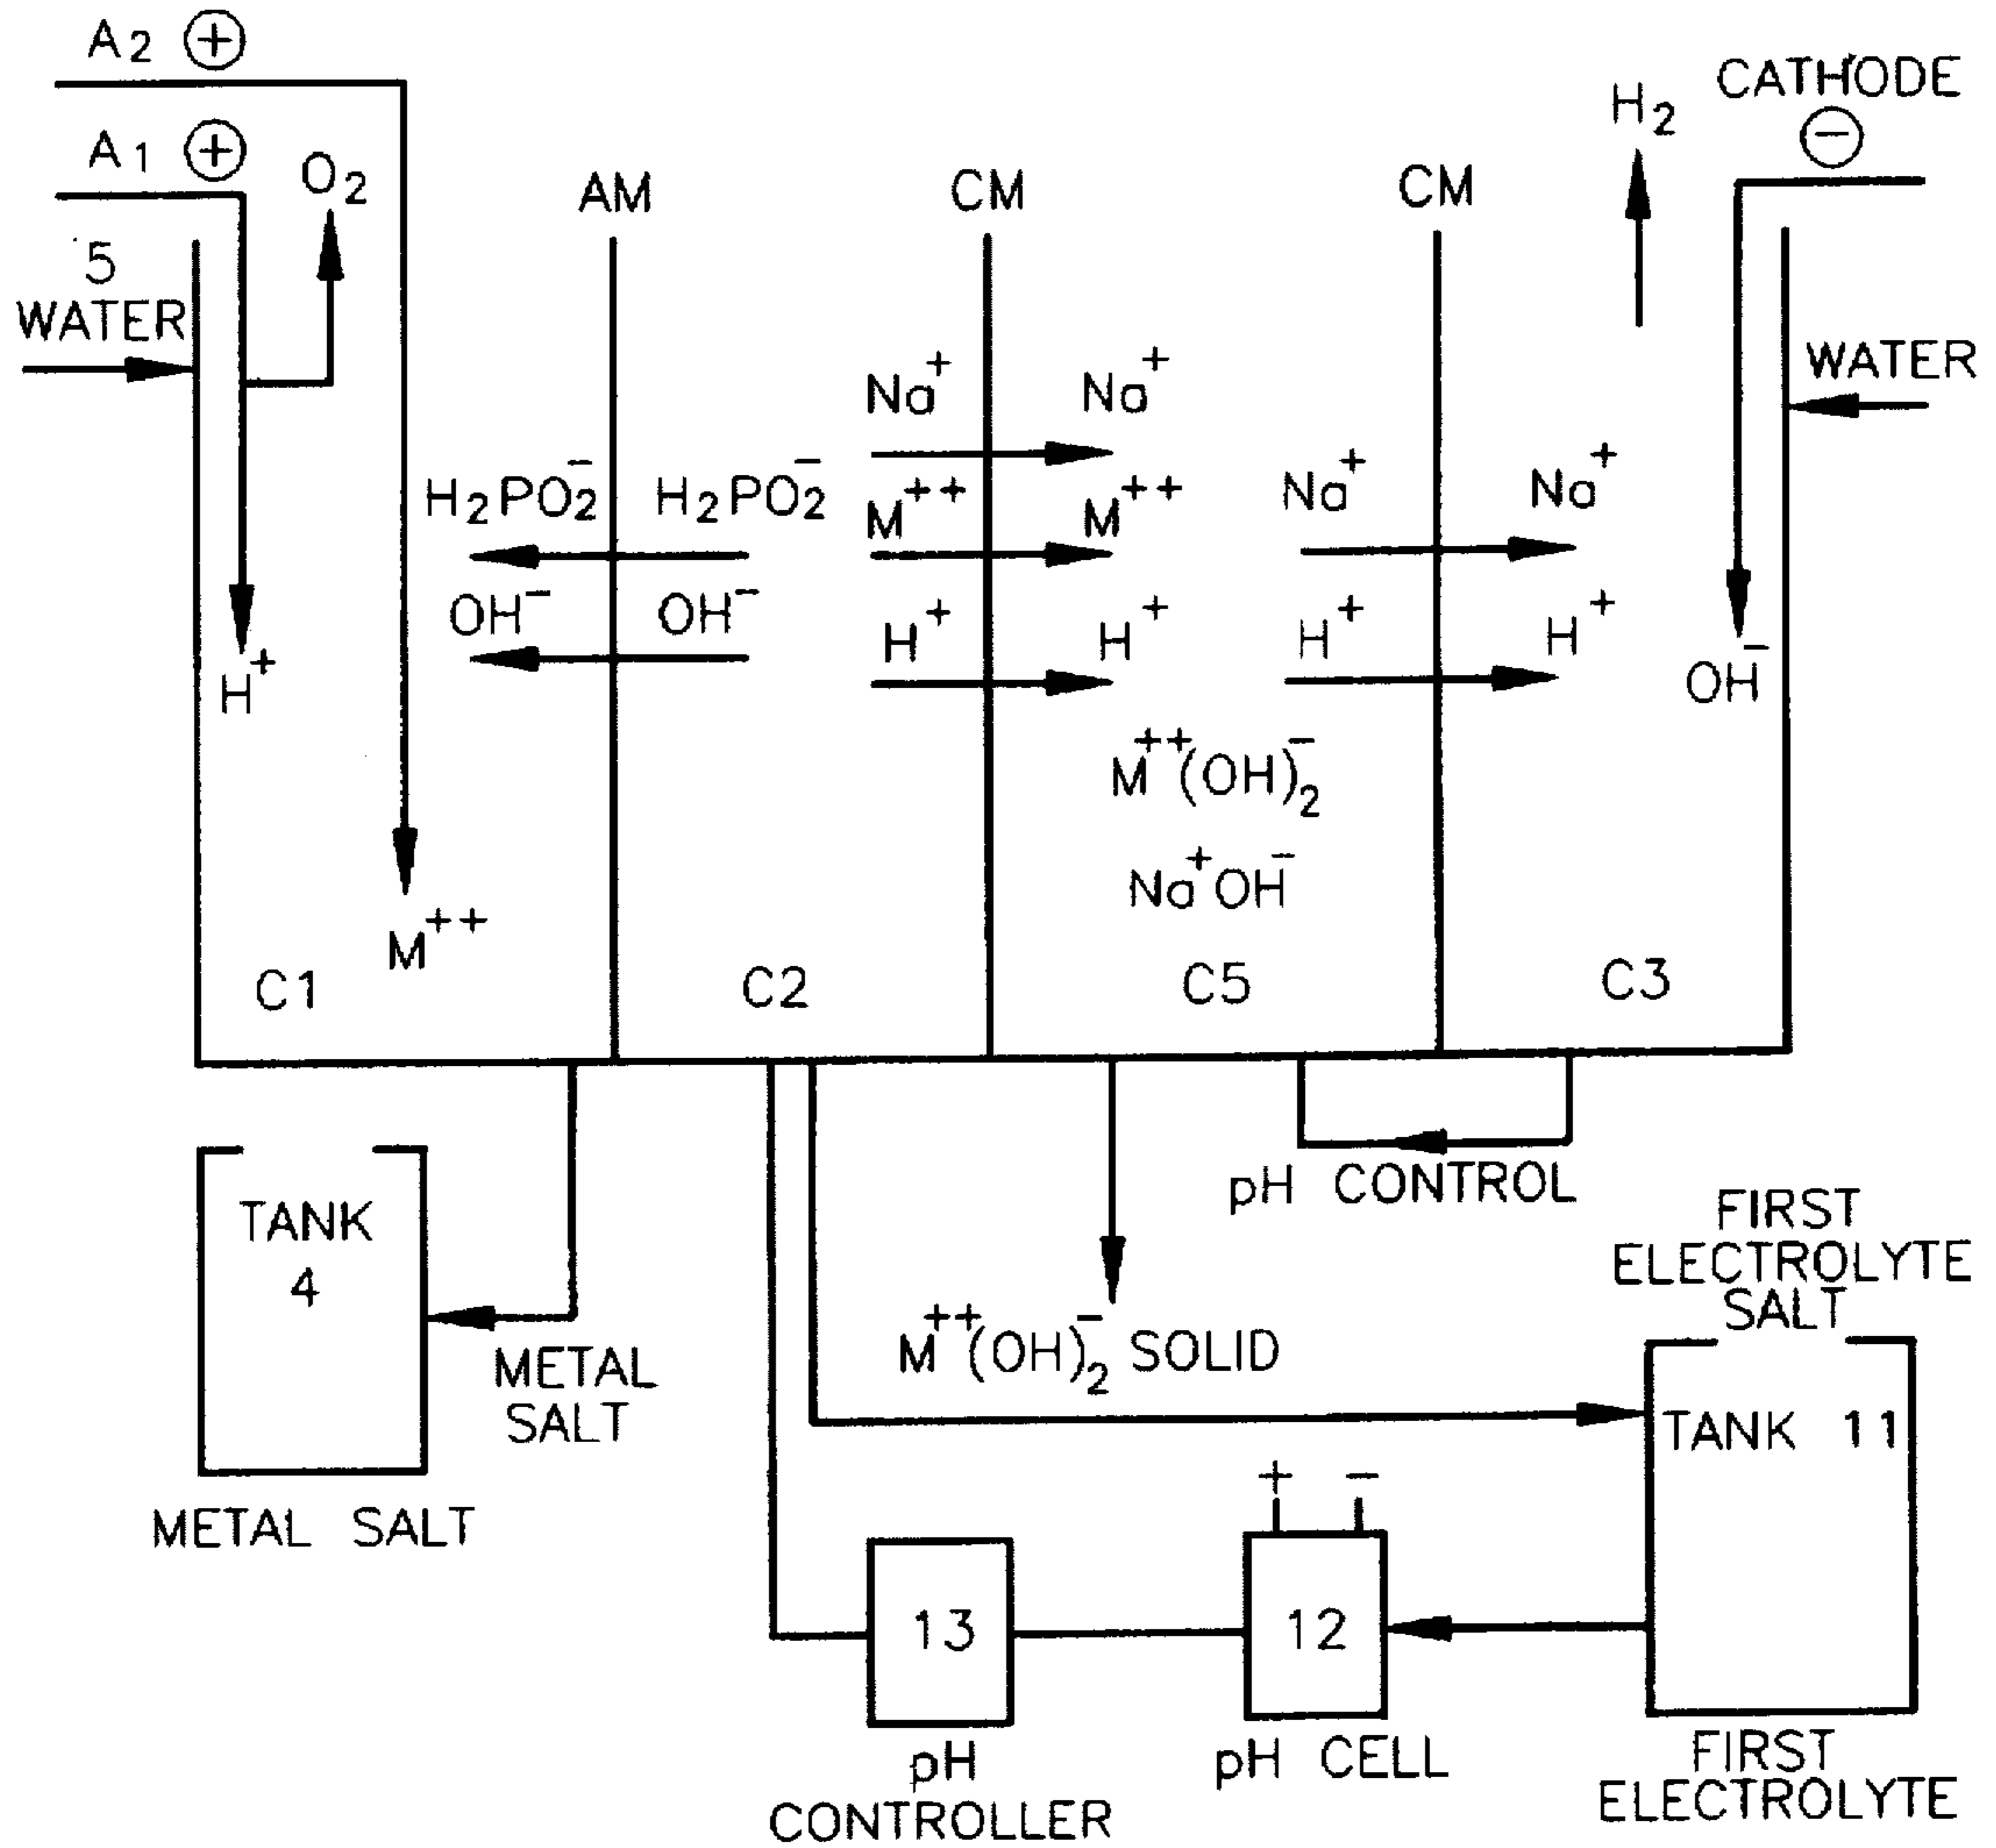 A2 ⊕
A1 ⊕
O2
5
WATER
AM
CM
CM
H2
CATHODE
⊖
WATER
Na+ Na+
M++ M++
H+ H+
H2PO2- H2PO2-
OH- OH-
Na+ Na+
H+ H+
H+
OH-
M++(OH)2-
Na+OH-
M++
C1
C2
C5
C3
pH CONTROL
TANK
4
METAL
SALT
METAL SALT
M++(OH)2- SOLID
FIRST
ELECTROLYTE
SALT
TANK 11
+ -
13
12
pH
CONTROLLER
pH CELL
FIRST
ELECTROLYTE